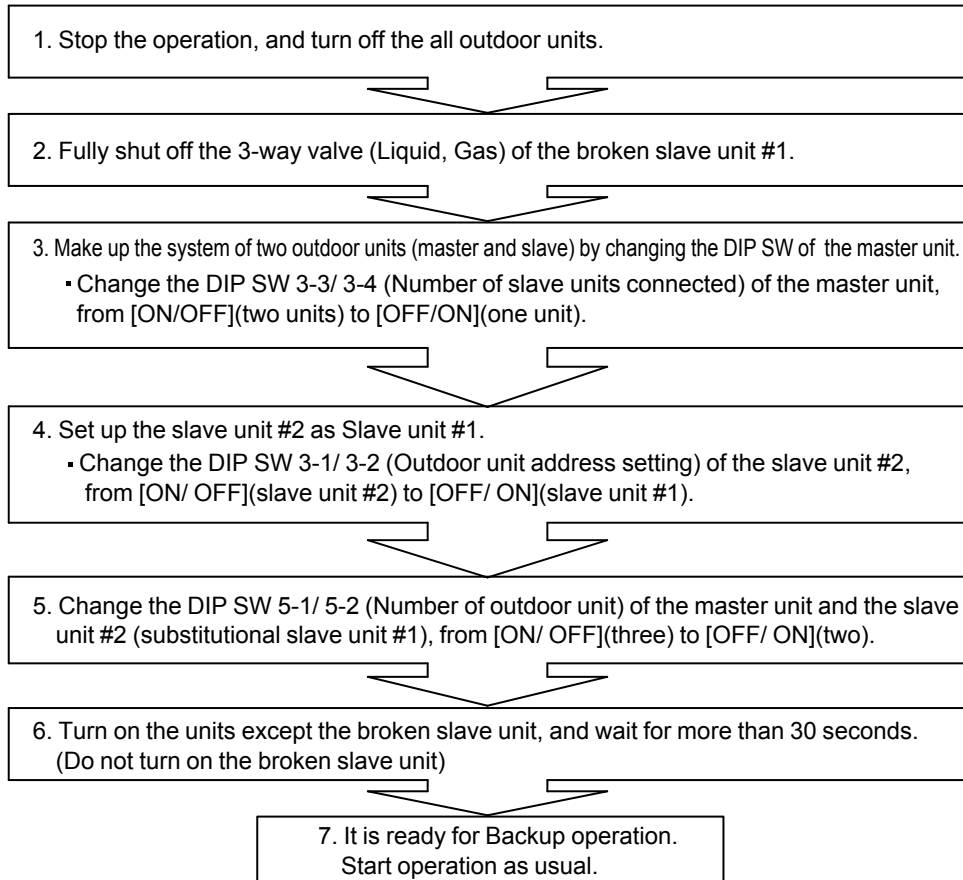 1. Stop the operation, and turn off the all outdoor units.
2. Fully shut off the 3-way valve (Liquid, Gas) of the broken slave unit #1.
3. Make up the system of two outdoor units (master and slave) by changing the DIP SW of the master unit.
▪ Change the DIP SW 3-3/ 3-4 (Number of slave units connected) of the master unit,
from [ON/OFF](two units) to [OFF/ON](one unit).
4. Set up the slave unit #2 as Slave unit #1.
▪ Change the DIP SW 3-1/ 3-2 (Outdoor unit address setting) of the slave unit #2,
from [ON/ OFF](slave unit #2) to [OFF/ ON](slave unit #1).
5. Change the DIP SW 5-1/ 5-2 (Number of outdoor unit) of the master unit and the slave
unit #2 (substitutional slave unit #1), from [ON/ OFF](three) to [OFF/ ON](two).
6. Turn on the units except the broken slave unit, and wait for more than 30 seconds.
(Do not turn on the broken slave unit)
7. It is ready for Backup operation.
Start operation as usual.